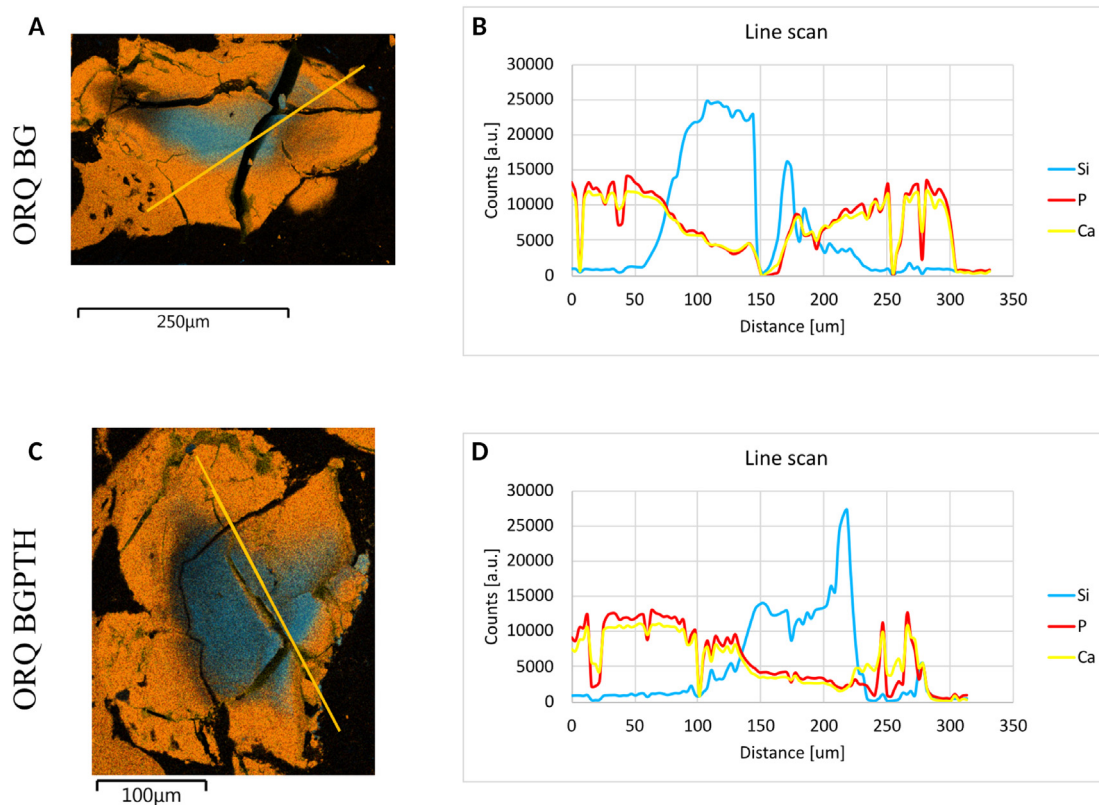 A
ORQ BG
250µm
B
Line scan
Counts [a.u.]
30000
25000
20000
15000
10000
5000
0
0 50 100 150 200 250 300 350
Distance [um]
Si
P
Ca
C
ORQ BGPTH
100µm
D
Line scan
Counts [a.u.]
30000
25000
20000
15000
10000
5000
0
0 50 100 150 200 250 300 350
Distance [um]
Si
P
Ca